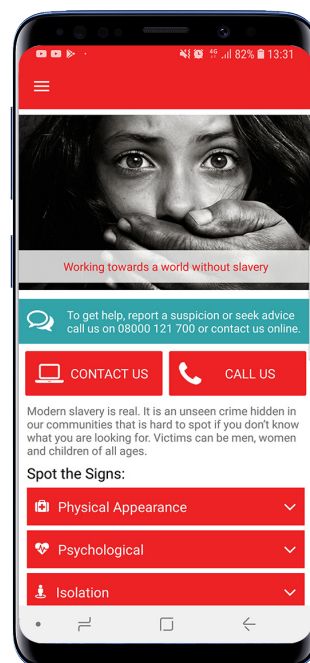 4G 82% 13:31
Working towards a world without slavery
To get help, report a suspicion or seek advice
call us on 08000 121 700 or contact us online.
CONTACT US
CALL US
Modern slavery is real. It is an unseen crime hidden in
our communities that is hard to spot if you don't know
what you are looking for. Victims can be men, women
and children of all ages.
Spot the Signs:
Physical Appearance
Psychological
Isolation